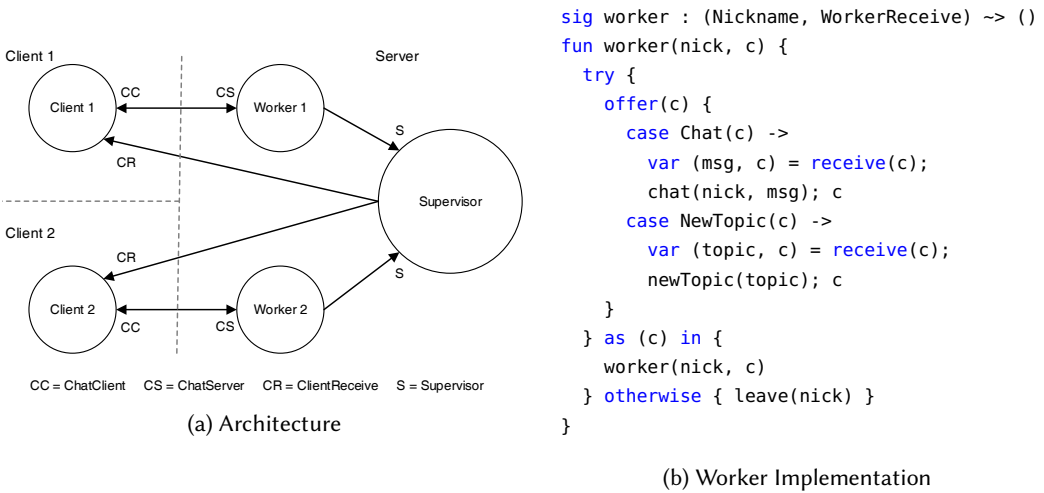 Client 1
Server
Client 1
CC
CS
Worker 1
S
CR
Supervisor
Client 2
CR
S
Client 2
CC
CS
Worker 2
CC = ChatClient CS = ChatServer CR = ClientReceive S = Supervisor
(a) Architecture
sig worker : (Nickname, WorkerReceive) ~> ()
fun worker(nick, c) {
  try {
    offer(c) {
      case Chat(c) ->
        var (msg, c) = receive(c);
        chat(nick, msg); c
      case NewTopic(c) ->
        var (topic, c) = receive(c);
        newTopic(topic); c
    }
  } as (c) in {
    worker(nick, c)
  } otherwise { leave(nick) }
}
(b) Worker Implementation